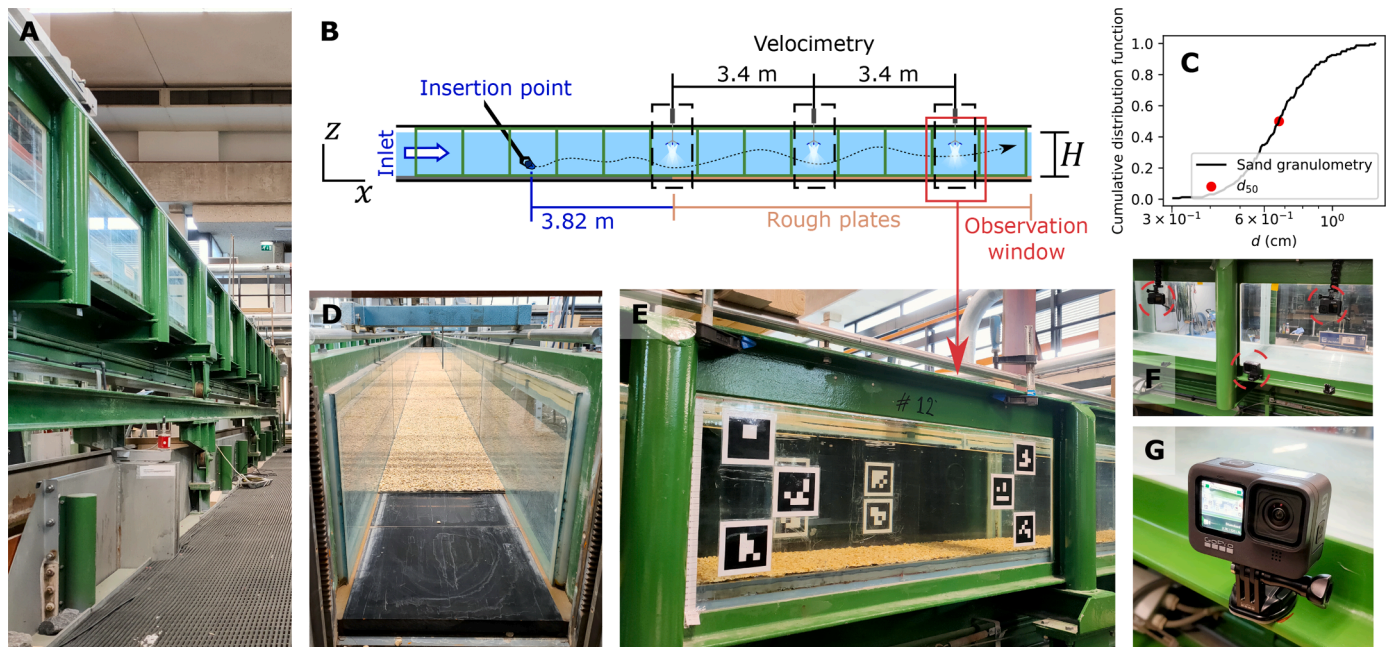 A
B
Velocimetry
3.4 m
3.4 m
Insertion point
z
Inlet
H
x
3.82 m
Rough plates
Observation
window
C
Cumulative distribution function
1.0
0.8
0.6
0.4
0.2
0.0
Sand granulometry
d₅₀
3 × 10⁻¹
6 × 10⁻¹
10⁰
d (cm)
D
E
# 12
F
G